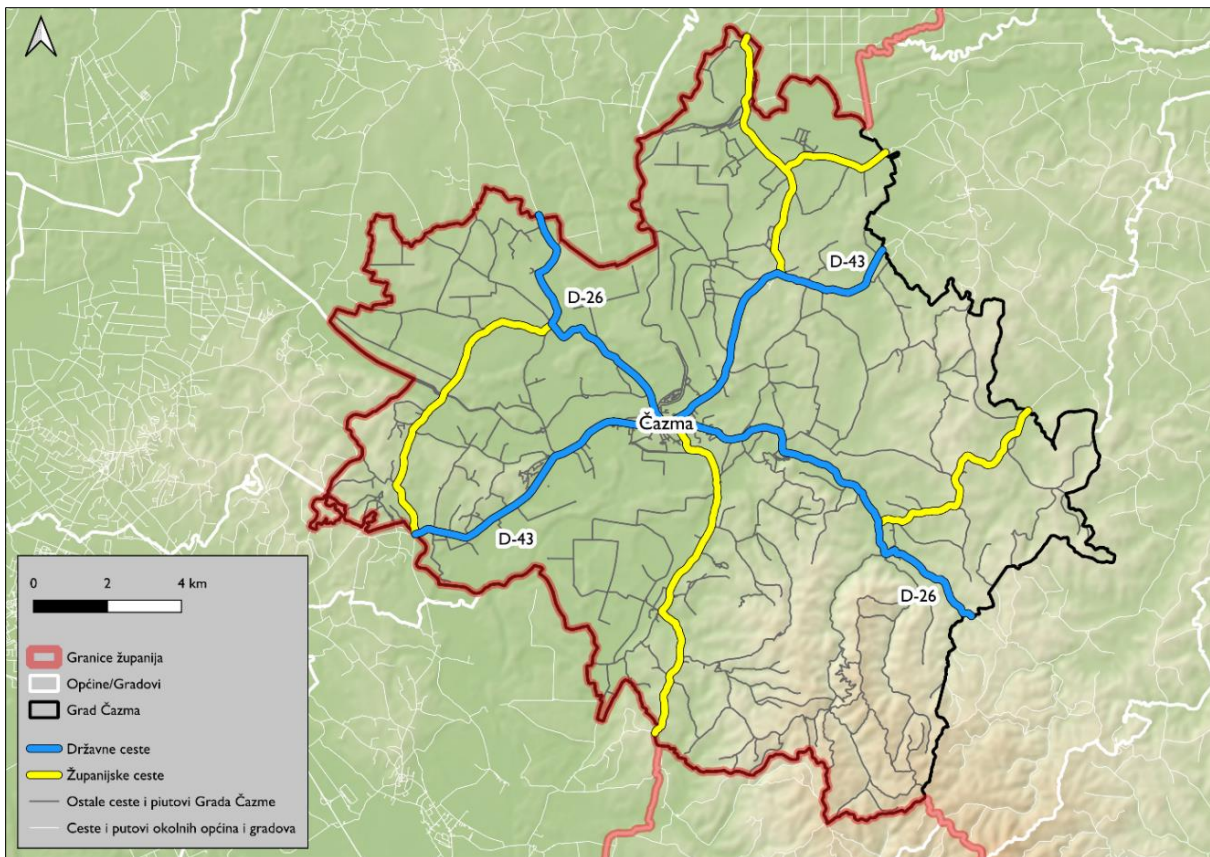 D-43
D-26
Čazma
D-43
D-26
0 2 4 km
Granice županija
Općine/Gradovi
Grad Čazma
Državne ceste
Županijske ceste
Ostale ceste i piutovi Grada Čazme
Ceste i putovi okolnih općina i gradova